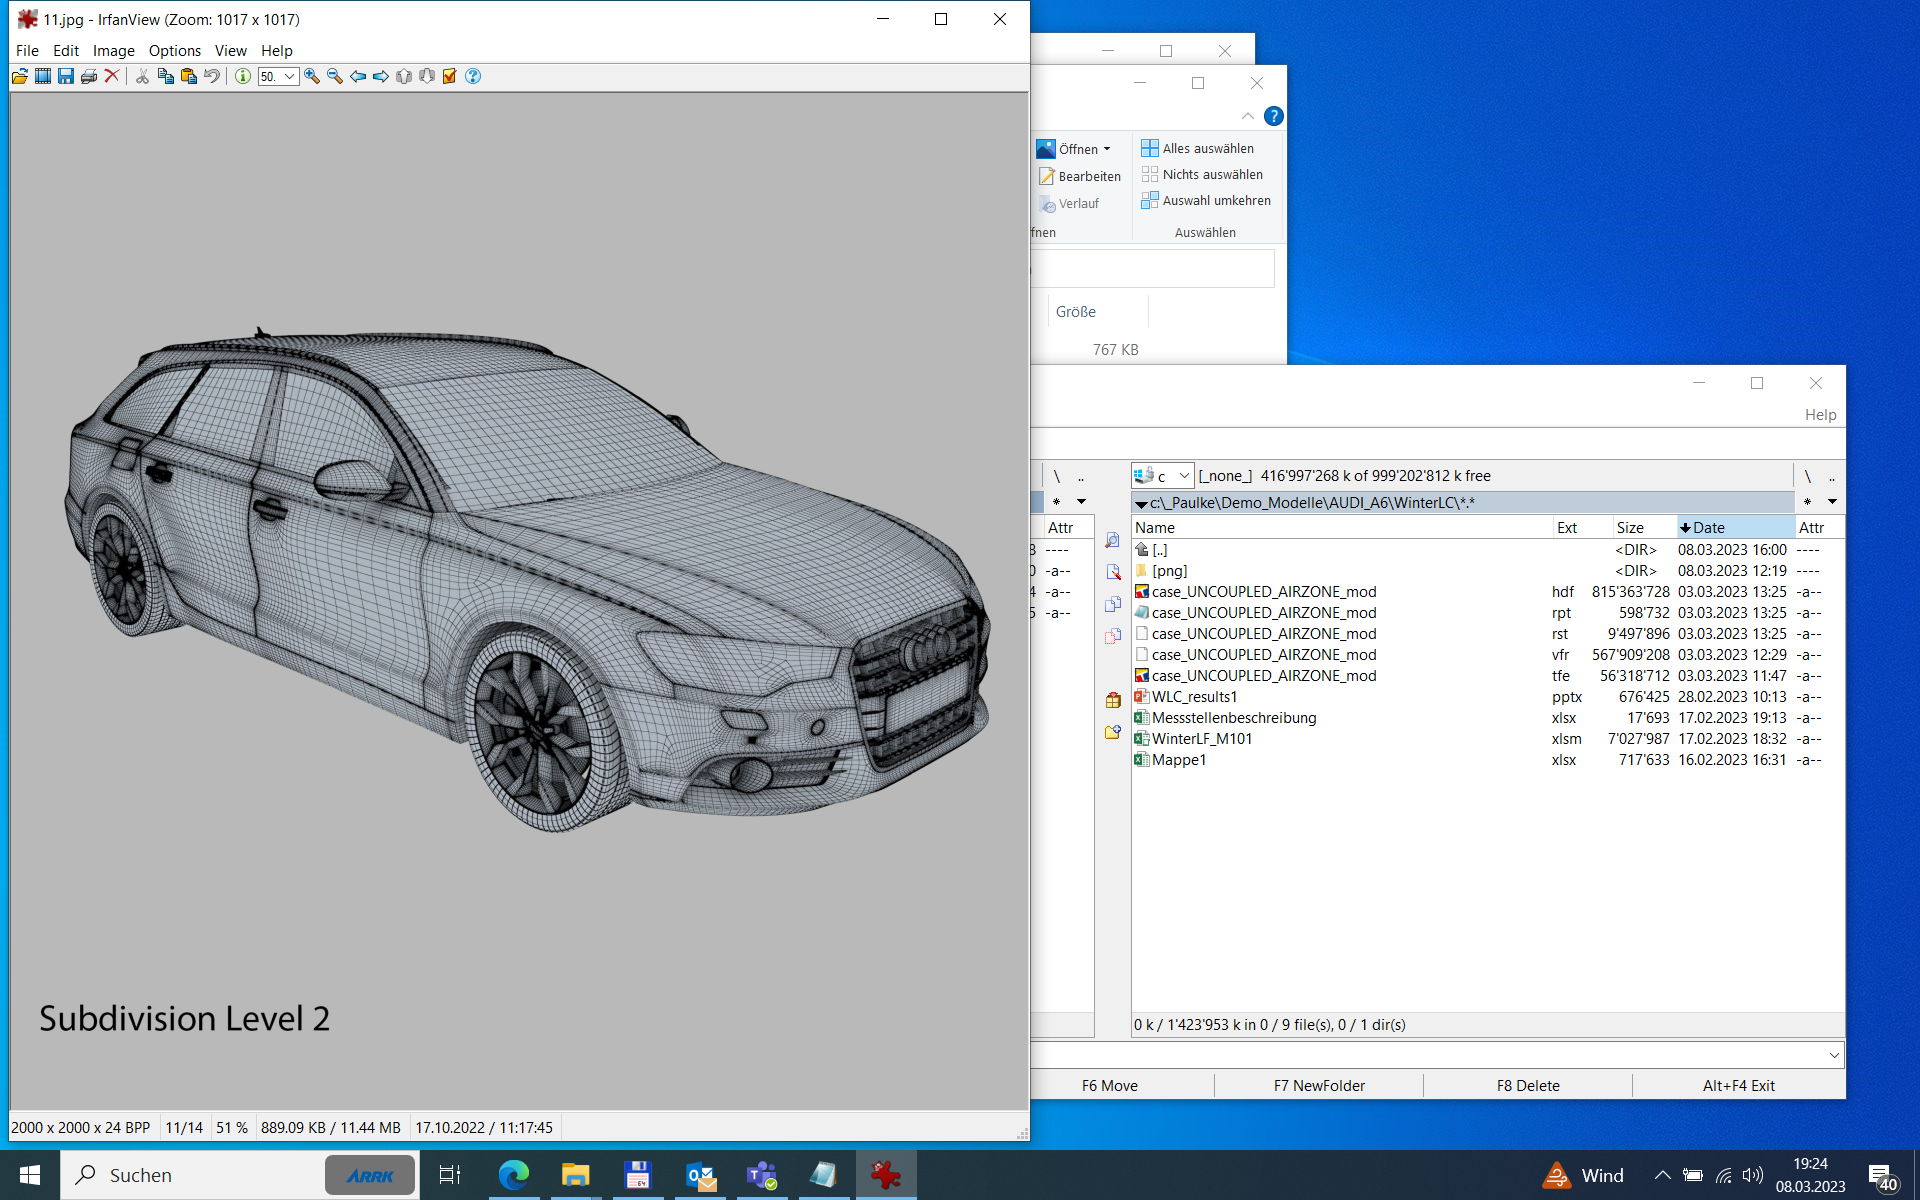 11.jpg - IrfanView (Zoom: 1017 x 1017)
File Edit Image Options View Help
50.
Subdivision Level 2
2000 x 2000 x 24 BPP 11/14 51 % 889.09 KB / 11.44 MB 17.10.2022 / 11:17:45
Öffnen
Bearbeiten
Verlauf
Alles auswählen
Nichts auswählen
Auswahl umkehren
fnen
Auswählen
Größe
767 KB
Help
\ ..
c [_none_] 416'997'268 k of 999'202'812 k free \ ..
*
c:\_Paulke\Demo_Modelle\AUDI_A6\WinterLC\*.* *
Attr
3 ----
0 -a--
4 -a--
5 -a--
Name Ext Size Date Attr
[..] <DIR> 08.03.2023 16:00 ----
[png] <DIR> 08.03.2023 12:19 ----
case_UNCOUPLED_AIRZONE_mod hdf 815'363'728 03.03.2023 13:25 -a--
case_UNCOUPLED_AIRZONE_mod rpt 598'732 03.03.2023 13:25 -a--
case_UNCOUPLED_AIRZONE_mod rst 9'497'896 03.03.2023 13:25 -a--
case_UNCOUPLED_AIRZONE_mod vfr 567'909'208 03.03.2023 12:29 -a--
case_UNCOUPLED_AIRZONE_mod tfe 56'318'712 03.03.2023 11:47 -a--
WLC_results1 pptx 676'425 28.02.2023 10:13 -a--
Messstellenbeschreibung xlsx 17'693 17.02.2023 19:13 -a--
WinterLF_M101 xlsm 7'027'987 17.02.2023 18:32 -a--
Mappe1 xlsx 717'633 16.02.2023 16:31 -a--
0 k / 1'423'953 k in 0 / 9 file(s), 0 / 1 dir(s)
F6 Move F7 NewFolder F8 Delete Alt+F4 Exit
Suchen ARRK
Wind
19:24
08.03.2023
40